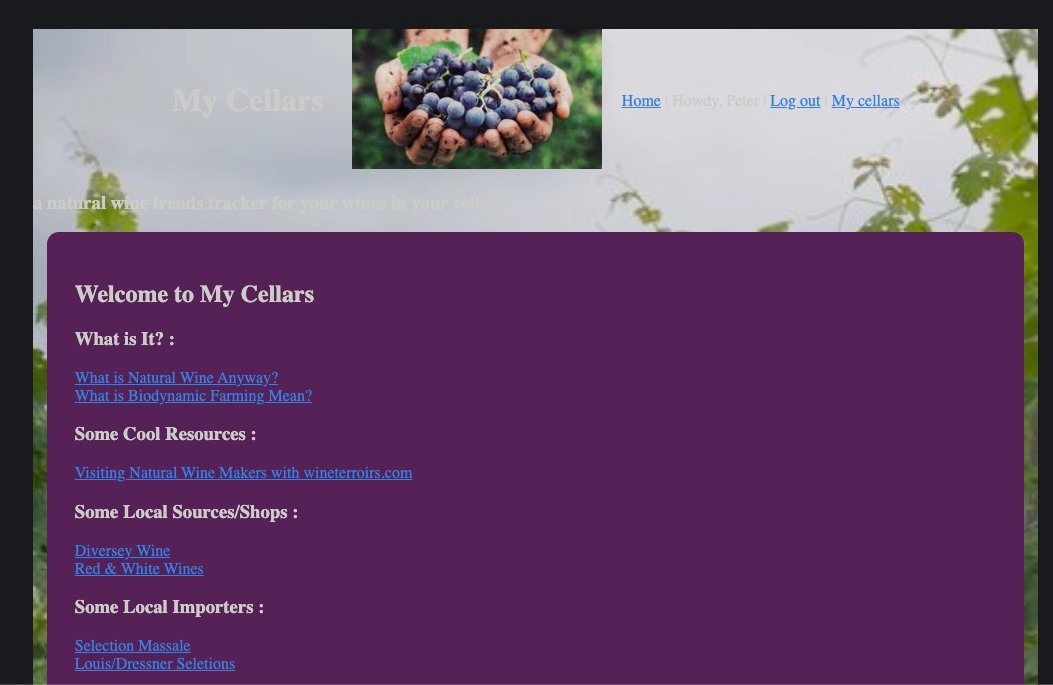 My Cellars
Home | Howdy, Peter | Log out | My cellars
a natural wine trends tracker for your wines in your cellar
Welcome to My Cellars
What is It? :
What is Natural Wine Anyway?
What is Biodynamic Farming Mean?
Some Cool Resources :
Visiting Natural Wine Makers with wineterroirs.com
Some Local Sources/Shops :
Diversey Wine
Red & White Wines
Some Local Importers :
Selection Massale
Louis/Dressner Seletions